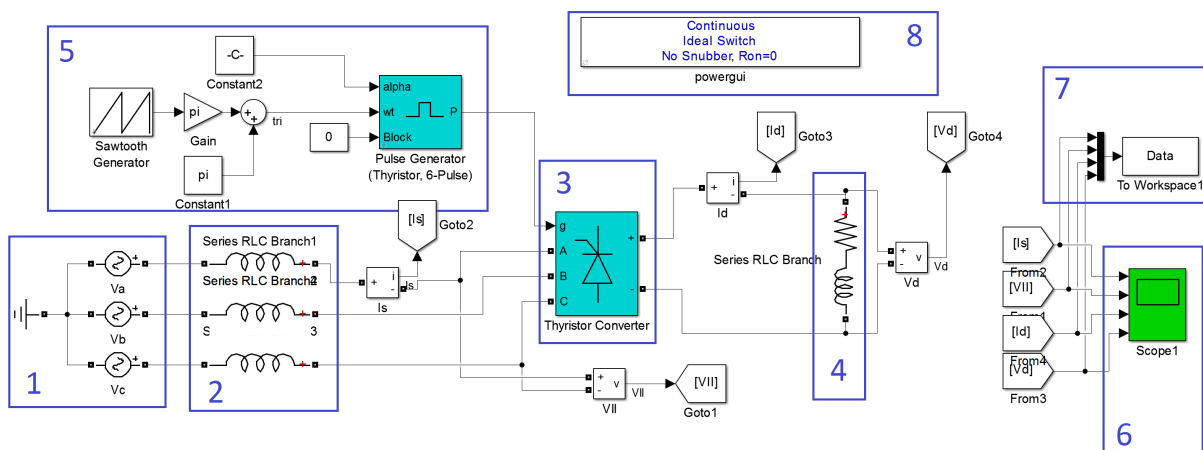 5
-C-
Constant2
Sawtooth
Generator
pi
Gain
tri
pi
Constant1
0
alpha
wt
Block
P
Pulse Generator
(Thyristor, 6-Pulse)
Continuous
Ideal Switch
No Snubber, Ron=0
powergui
8
7
Data
To Workspace1
[Is]
Goto2
3
g
A
B
C
+
-
Thyristor Converter
[Id]
Goto3
+
i
-
Id
[Vd]
Goto4
Series RLC Branch
4
+
-
v
Vd
1
Va
Vb
Vc
2
Series RLC Branch1
Series RLC Branch
S
3
+
i
-
Is
Is
+
-
v
Vll
Vll
[Vll]
Goto1
[Is]
From2
[Vll]
[Id]
From4
[Vd]
From3
Scope1
6